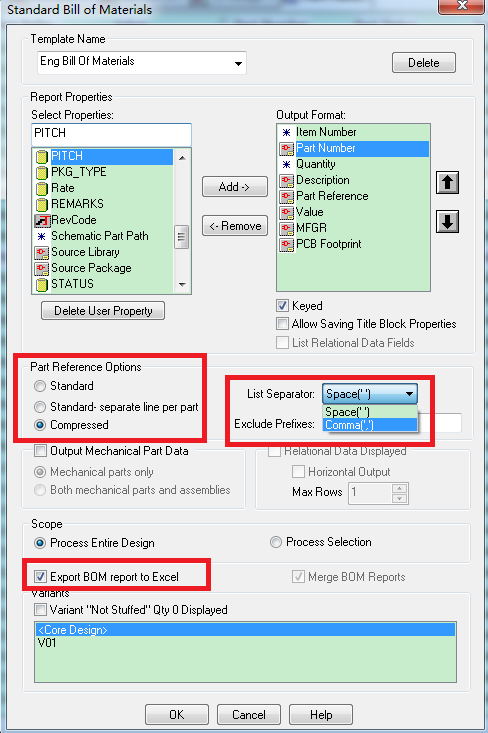 Standard Bill of Materials
Template Name
Eng Bill Of Materials
Delete
Report Properties
Select Properties:
PITCH
PITCH
PKG_TYPE
Rate
REMARKS
RevCode
Schematic Part Path
Source Library
Source Package
STATUS
Delete User Property
Add ->
<- Remove
Output Format:
Item Number
Part Number
Quantity
Description
Part Reference
Value
MFGR
PCB Footprint
Keyed
Allow Saving Title Block Properties
List Relational Data Fields
Part Reference Options
Standard
Standard- separate line per part
Compressed
List Separator:
Space(' ')
Space(' ')
Comma(',')
Exclude Prefixes:
Output Mechanical Part Data
Mechanical parts only
Both mechanical parts and assemblies
Relational Data Displayed
Horizontal Output
Max Rows
1
Scope
Process Entire Design
Process Selection
Export BOM report to Excel
Merge BOM Reports
Variants
Variant "Not Stuffed" Qty 0 Displayed
<Core Design>
V01
OK
Cancel
Help